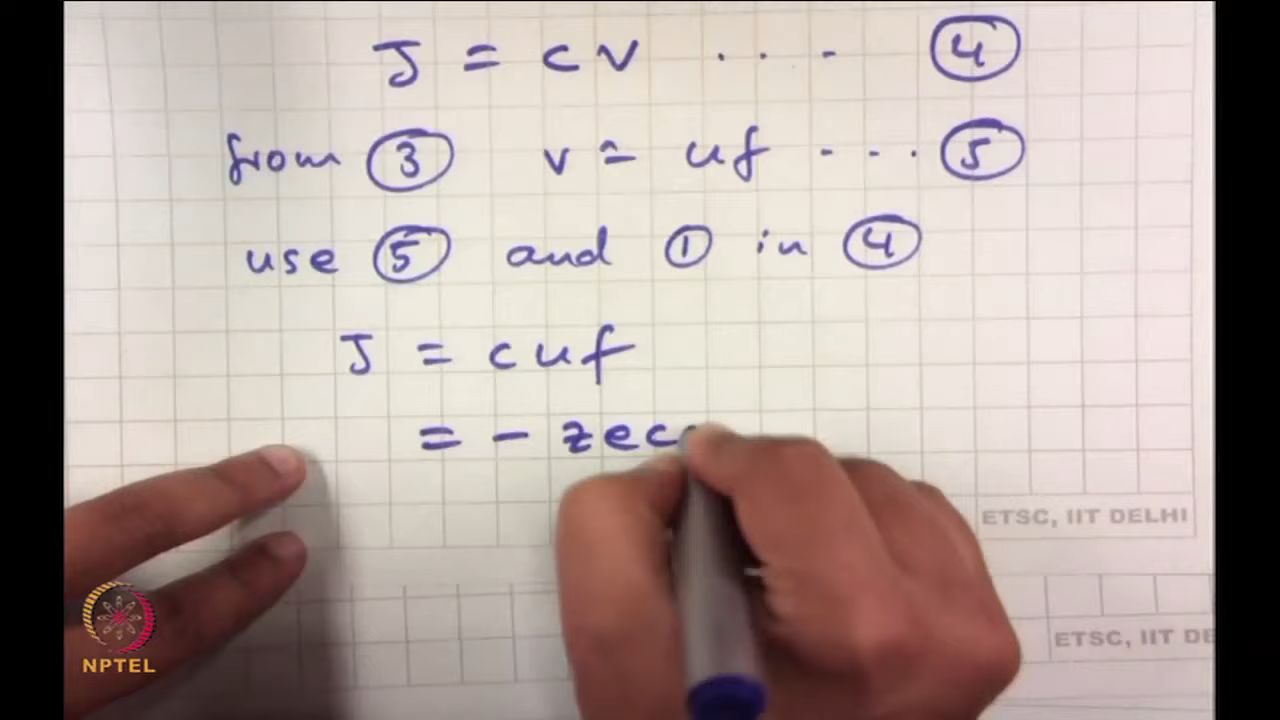 J = cv .... ④
from ③ v = uf .... ⑤
use ⑤ and ① in ④
J = cuf
= - zec
ETSC, IIT DELHI
ETSC, IIT DE
NPTEL